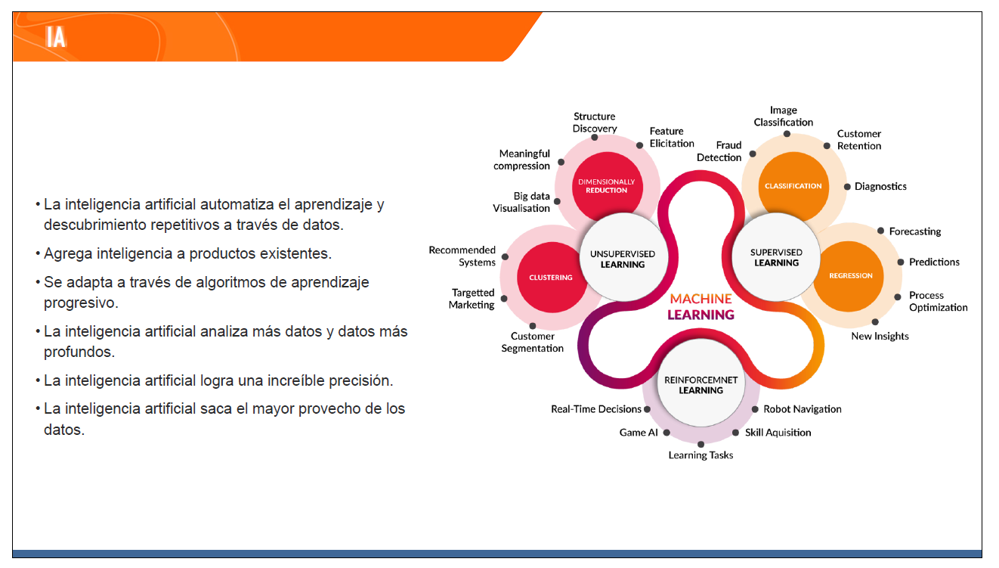 IA
• La inteligencia artificial automatiza el aprendizaje y
descubrimiento repetitivos a través de datos.
• Agrega inteligencia a productos existentes.
• Se adapta a través de algoritmos de aprendizaje
progresivo.
• La inteligencia artificial analiza más datos y datos más
profundos.
• La inteligencia artificial logra una increíble precisión.
• La inteligencia artificial saca el mayor provecho de los
datos.
Structure
Discovery
Feature
Elicitation
Meaningful
compression
Big data
Visualisation
DIMENSIONALLY
REDUCTION
Recommended
Systems
Targetted
Marketing
Customer
Segmentation
CLUSTERING
UNSUPERVISED
LEARNING
MACHINE
LEARNING
Image
Classification
Fraud
Detection
Customer
Retention
Diagnostics
CLASSIFICATION
SUPERVISED
LEARNING
Forecasting
Predictions
Process
Optimization
New Insights
REGRESSION
REINFORCEMNET
LEARNING
Real-Time Decisions
Game AI
Learning Tasks
Skill Aquisition
Robot Navigation